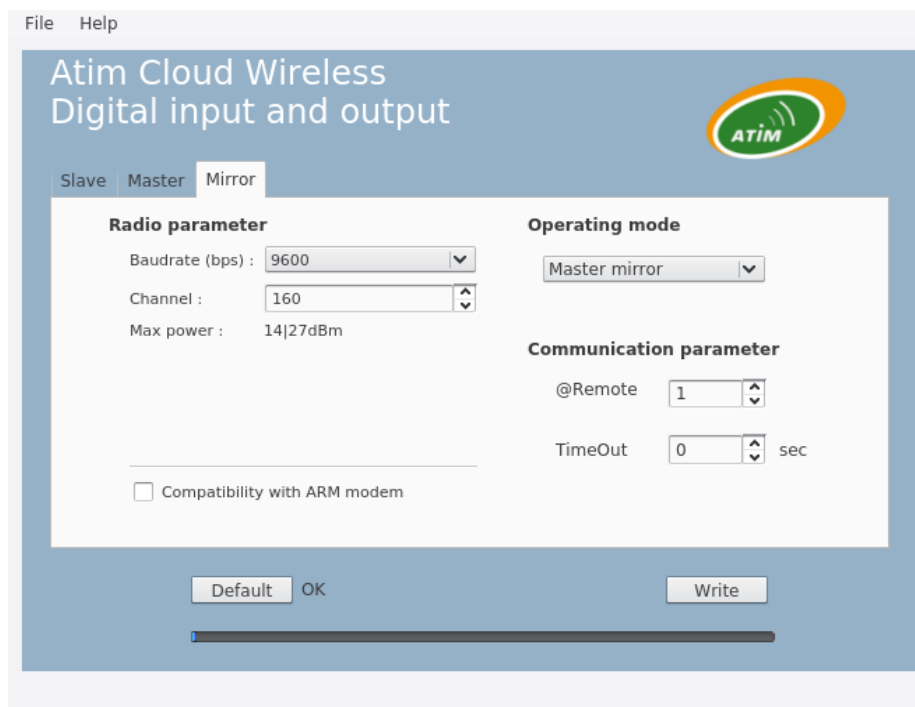 File Help
Atim Cloud Wireless
Digital input and output
ATiM
Slave Master Mirror
Radio parameter
Baudrate (bps) : 9600
Channel : 160
Max power : 14|27dBm
Compatibility with ARM modem
Operating mode
Master mirror
Communication parameter
@Remote 1
TimeOut 0 sec
Default OK Write